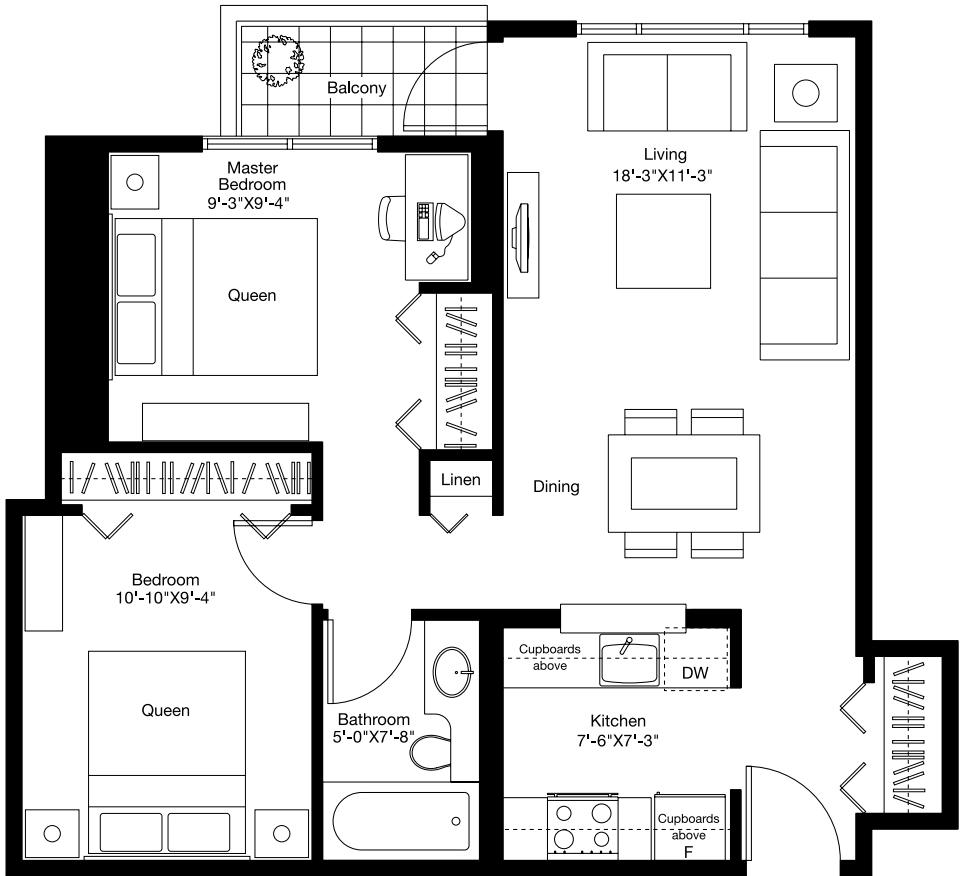 Balcony
Master
Bedroom
9'-3"X9'-4"
Living
18'-3"X11'-3"
Queen
Linen
Dining
Bedroom
10'-10"X9'-4"
Queen
Bathroom
5'-0"X7'-8"
Cupboards
above
DW
Kitchen
7'-6"X7'-3"
Cupboards
above
F